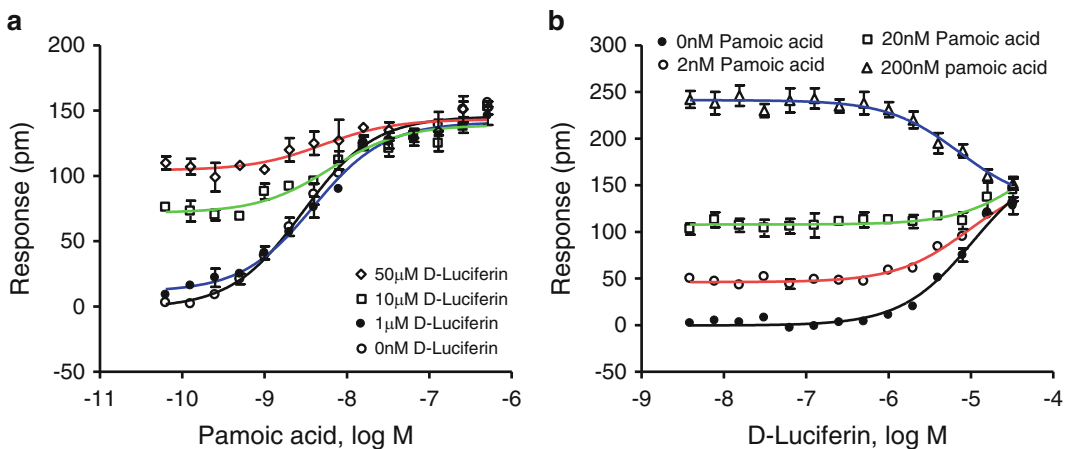 a
200
150
100
50
0
-50
Response (pm)
50µM D-Luciferin
10µM D-Luciferin
1µM D-Luciferin
0nM D-Luciferin
-11 -10 -9 -8 -7 -6
Pamoic acid, log M
b
0nM Pamoic acid
2nM Pamoic acid
20nM Pamoic acid
200nM pamoic acid
300
250
200
150
100
50
0
-50
Response (pm)
-9 -8 -7 -6 -5 -4
D-Luciferin, log M